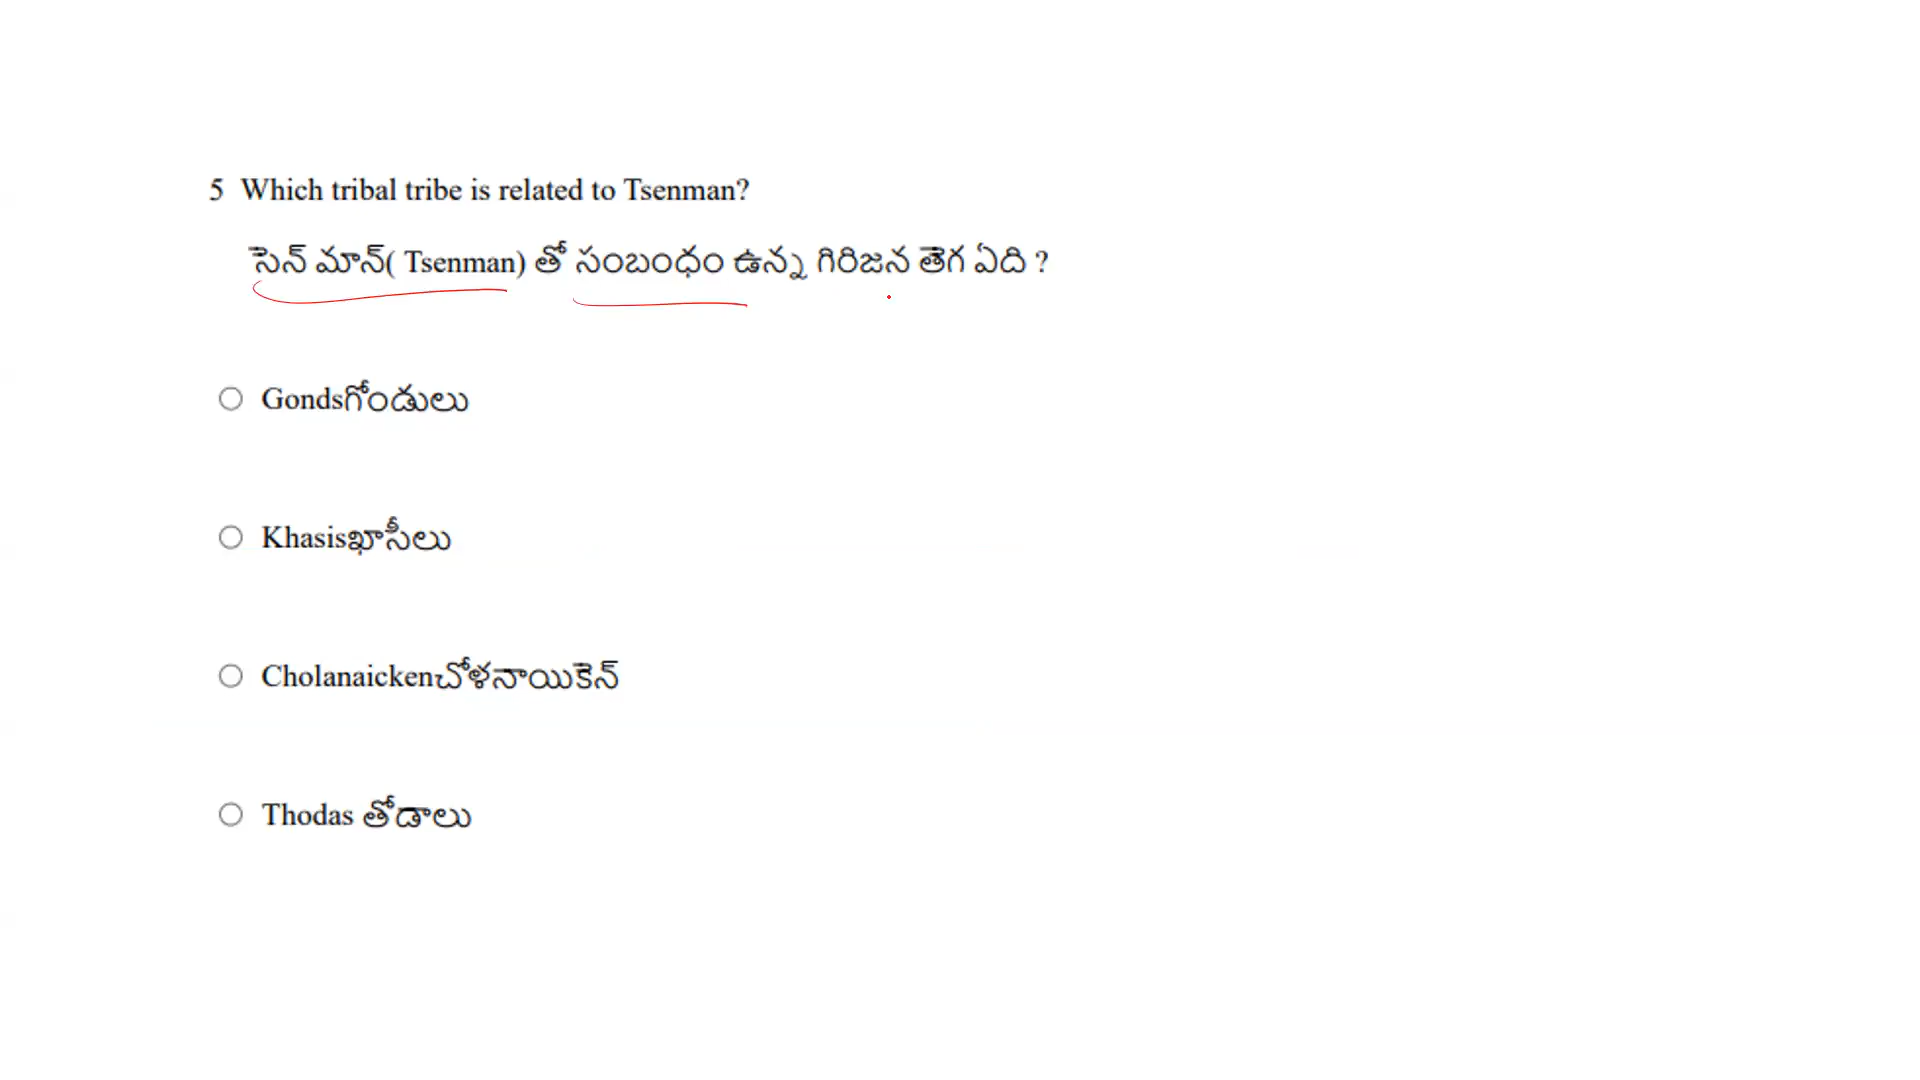 5 Which tribal tribe is related to Tsenman?
సెన్ మాన్( Tsenman) తో సంబంధం ఉన్న గిరిజన తెగ ఏది ?
Gondsగోండులు
Khasisఖాసీలు
Cholanaickenచోళనాయికెన్
Thodas తోడాలు